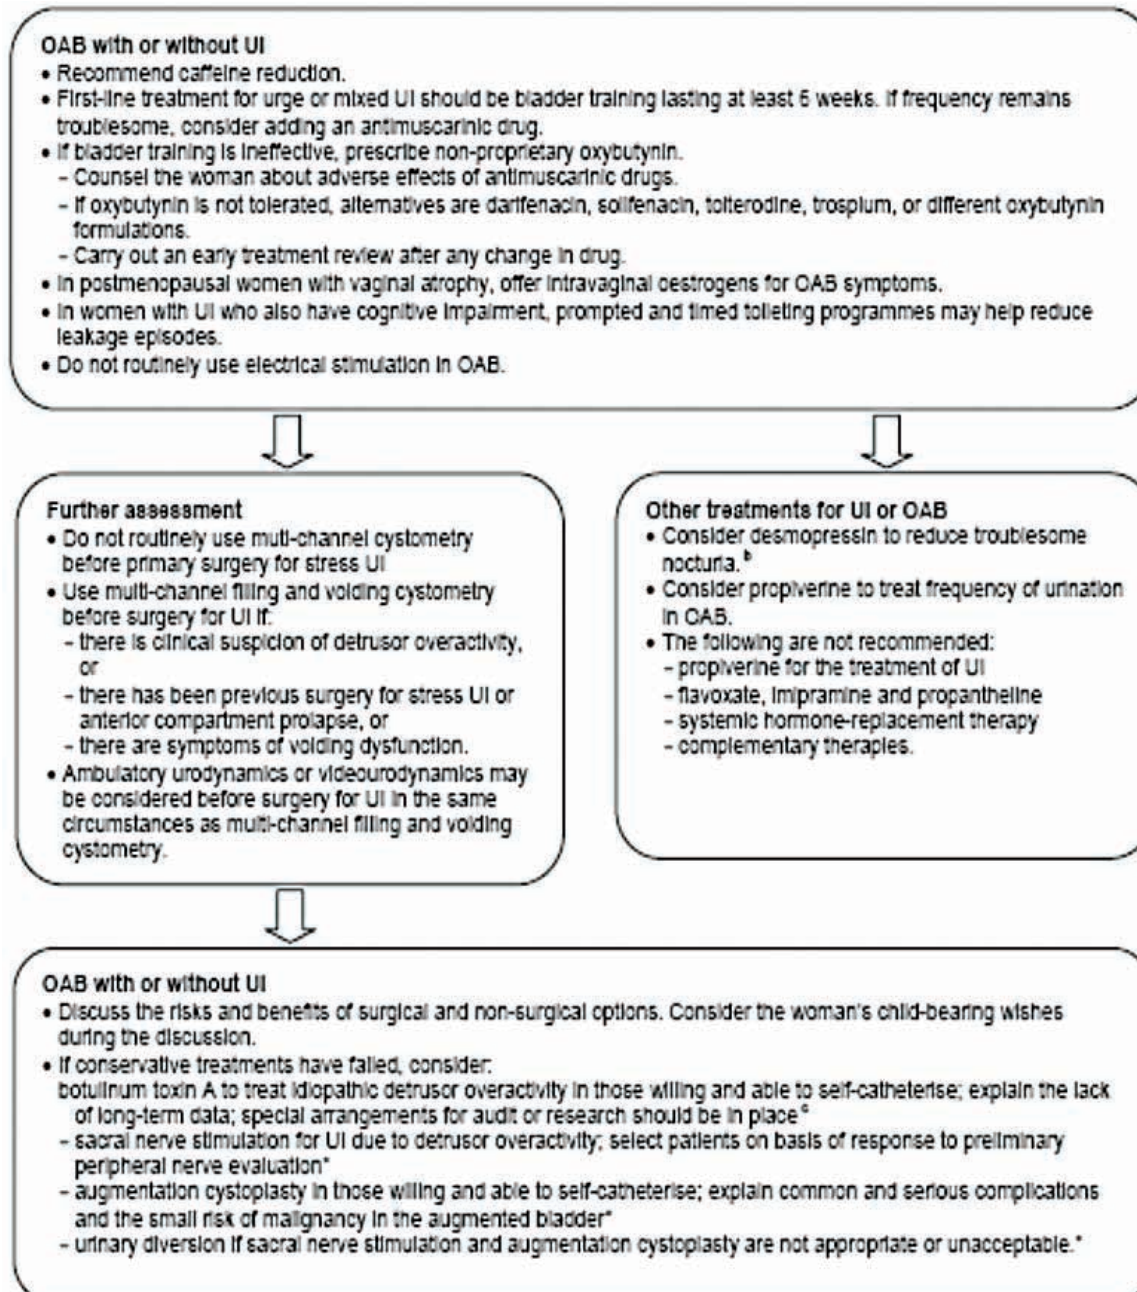 OAB with or without UI
• Recommend caffeine reduction.
• First-line treatment for urge or mixed UI should be bladder training lasting at least 6 weeks. If frequency remains
troublesome, consider adding an antimuscarinic drug.
• If bladder training is ineffective, prescribe non-proprietary oxybutynin.
– Counsel the woman about adverse effects of antimuscarinic drugs.
– If oxybutynin is not tolerated, alternatives are darifenacin, solifenacin, tolterodine, trospium, or different oxybutynin
formulations.
– Carry out an early treatment review after any change in drug.
• In postmenopausal women with vaginal atrophy, offer intravaginal oestrogens for OAB symptoms.
• In women with UI who also have cognitive impairment, prompted and timed toileting programmes may help reduce
leakage episodes.
• Do not routinely use electrical stimulation in OAB.
Further assessment
• Do not routinely use muti-channel cystometry
before primary surgery for stress UI
• Use multi-channel filling and voiding cystometry
before surgery for UI if:
– there is clinical suspicion of detrusor overactivity,
or
– there has been previous surgery for stress UI or
anterior compartment prolapse, or
– there are symptoms of voiding dysfunction.
• Ambulatory urodynamics or videourodynamics may
be considered before surgery for UI in the same
circumstances as multi-channel filling and voiding
cystometry.
Other treatments for UI or OAB
• Consider desmopressin to reduce troublesome
nocturia.b
• Consider propiverine to treat frequency of urination
in OAB.
• The following are not recommended:
– propiverine for the treatment of UI
– flavoxate, imipramine and propantheline
– systemic hormone-replacement therapy
– complementary therapies.
OAB with or without UI
• Discuss the risks and benefits of surgical and non-surgical options. Consider the woman's child-bearing wishes
during the discussion.
• If conservative treatments have failed, consider:
botulinum toxin A to treat idiopathic detrusor overactivity in those willing and able to self-catheterise; explain the lack
of long-term data; special arrangements for audit or research should be in place c
– sacral nerve stimulation for UI due to detrusor overactivity; select patients on basis of response to preliminary
peripheral nerve evaluation*
– augmentation cystoplasty in those willing and able to self-catheterise; explain common and serious complications
and the small risk of malignancy in the augmented bladder*
– urinary diversion if sacral nerve stimulation and augmentation cystoplasty are not appropriate or unacceptable.*